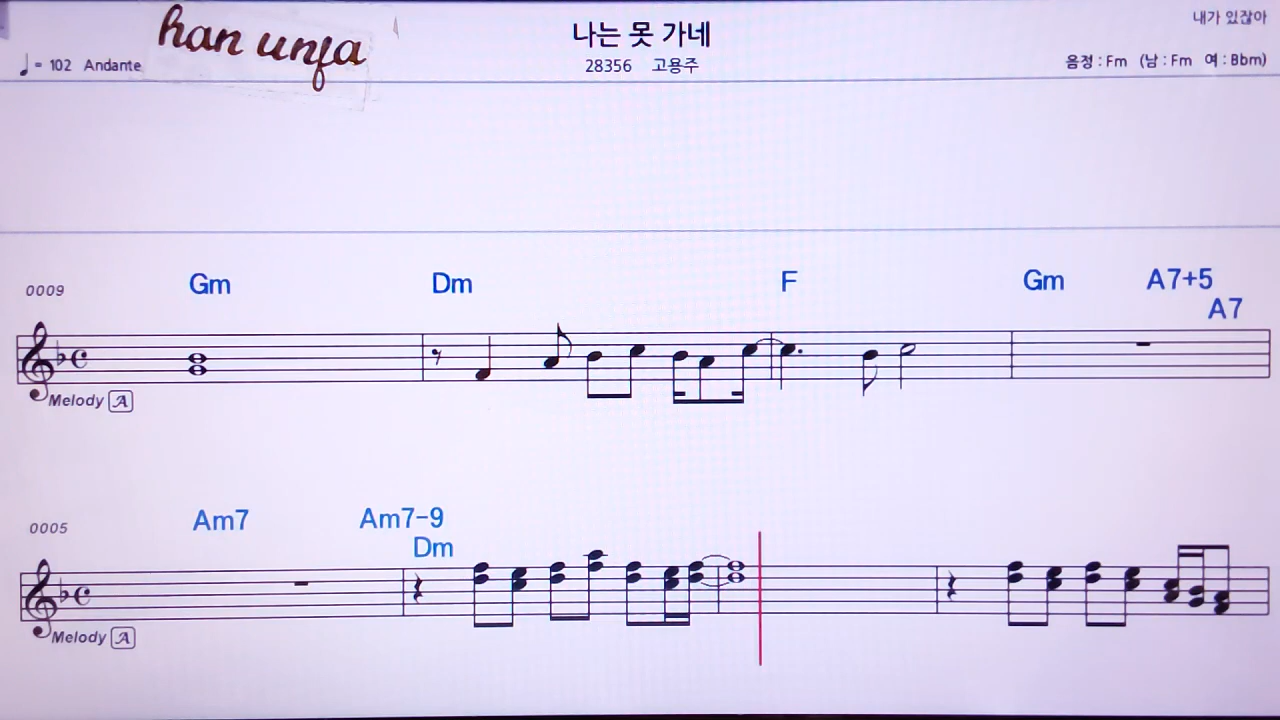 han unja
나는 못 가네
내가 있잖아
♩= 102 Andante
28356 고용주
음정 : Fm (남 : Fm 여 : Bbm)
0009 Gm Dm F Gm A7+5
A7
Melody A
0005 Am7 Am7-9
Dm
Melody A